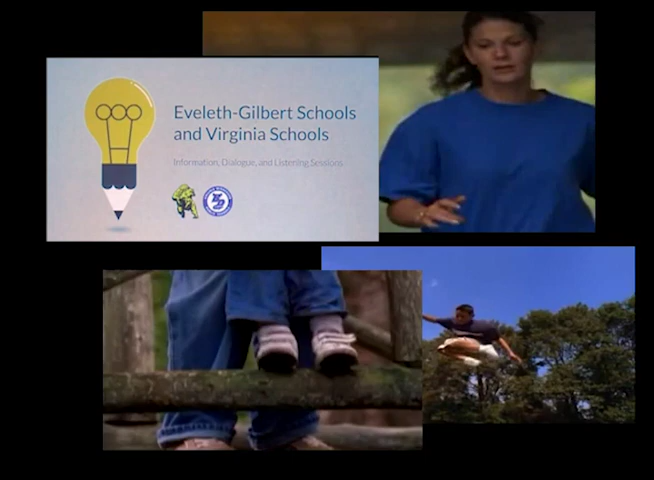 Eveleth-Gilbert Schools
and Virginia Schools
Information, Dialogue, and Listening Sessions